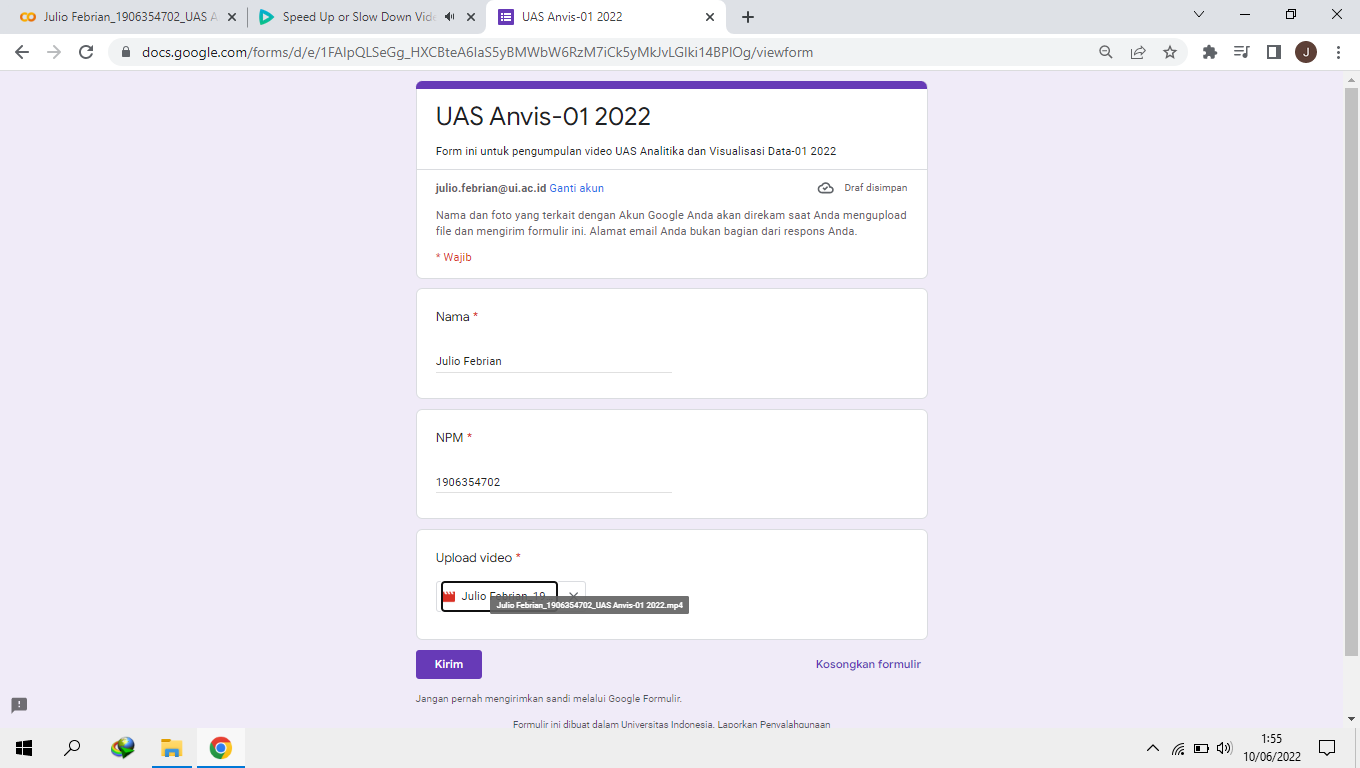 Julio Febrian_1906354702_UAS A
Speed Up or Slow Down Vide
UAS Anvis-01 2022
docs.google.com/forms/d/e/1FAIpQLSeGg_HXCBteA6IaS5yBMWbW6RzM7iCk5yMkJvLGIki14BPIOg/viewform
J
UAS Anvis-01 2022
Form ini untuk pengumpulan video UAS Analitika dan Visualisasi Data-01 2022
julio.febrian@ui.ac.id Ganti akun
Draf disimpan
Nama dan foto yang terkait dengan Akun Google Anda akan direkam saat Anda mengupload
file dan mengirim formulir ini. Alamat email Anda bukan bagian dari respons Anda.
* Wajib
Nama *
Julio Febrian
NPM *
1906354702
Upload video *
Julio Febrian_19...
Julio Febrian_1906354702_UAS Anvis-01 2022.mp4
Kirim
Kosongkan formulir
Jangan pernah mengirimkan sandi melalui Google Formulir.
Formulir ini dibuat dalam Universitas Indonesia. Laporkan Penyalahgunaan
1:55
10/06/2022